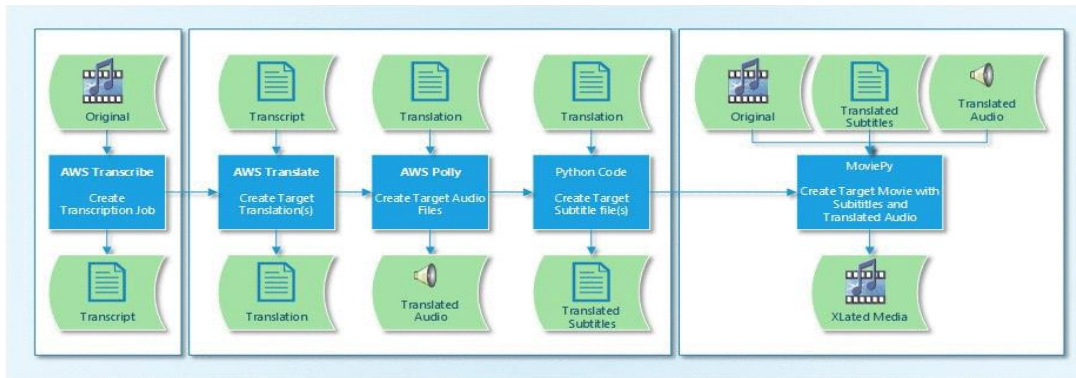 Original
Transcript
Translation
Translation
Original
Translated
Subtitles
Translated
Audio
AWS Transcribe
Create
Transcription Job
AWS Translate
Create Target
Translation(s)
AWS Polly
Create Target Audio
Files
Python Code
Create Target
Subtitle file(s)
MoviePy
Create Target Movie with
Subititles and
Translated Audio
Transcript
Translation
Translated
Audio
Translated
Subtitles
XLated Media